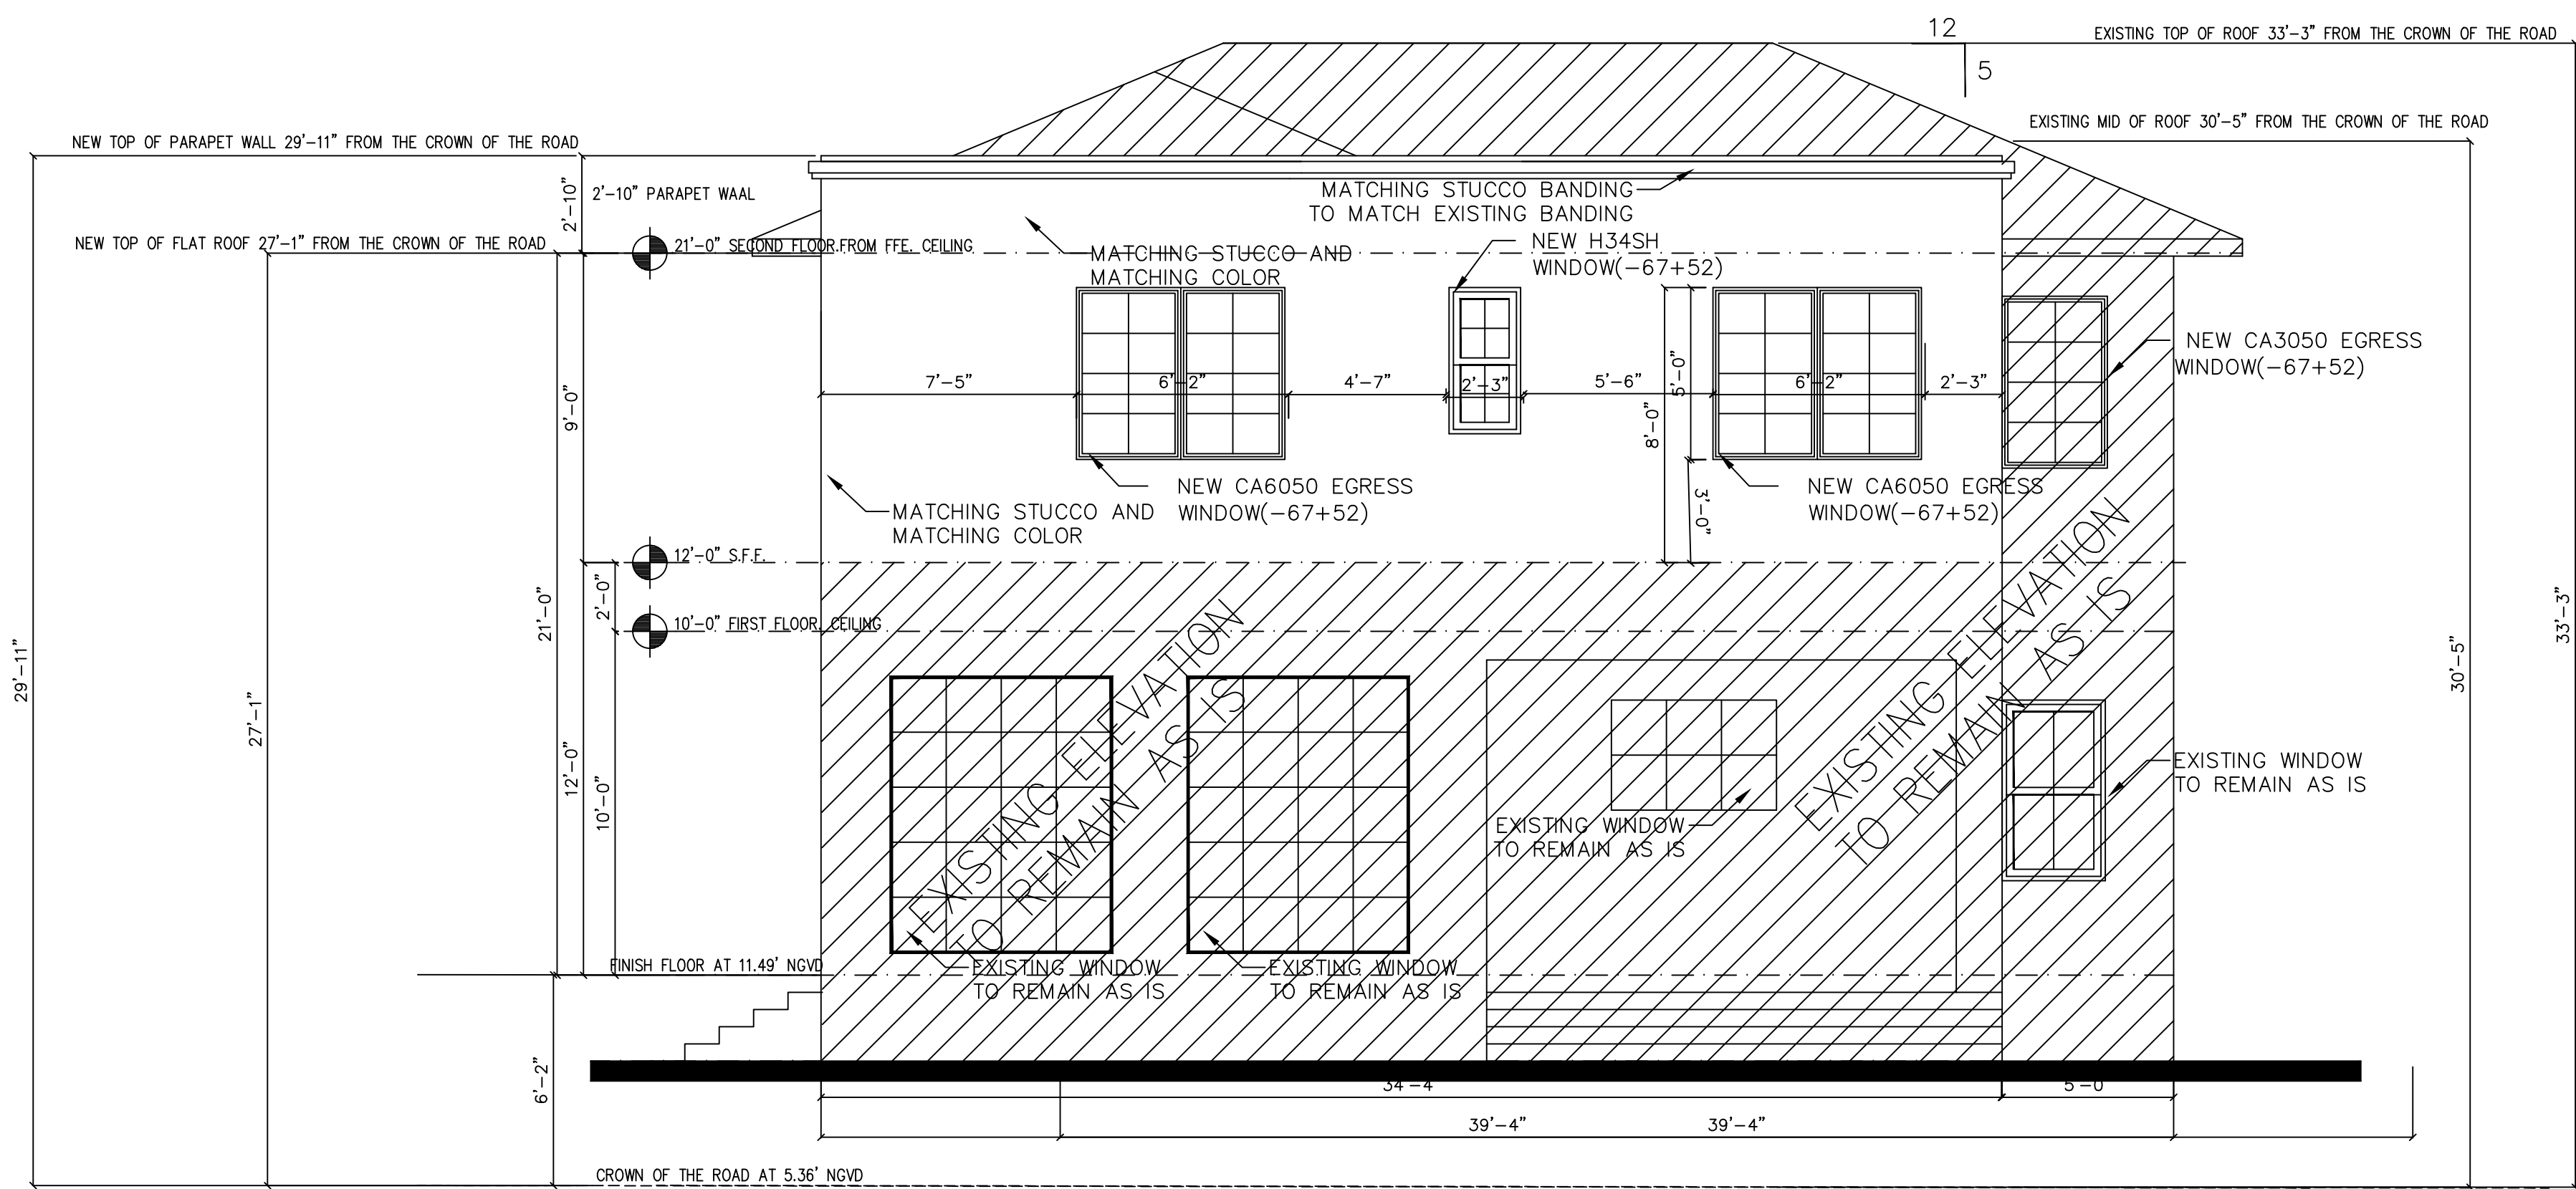 12
EXISTING TOP OF ROOF 33'-3" FROM THE CROWN OF THE ROAD
5
EXISTING MID OF ROOF 30'-5" FROM THE CROWN OF THE ROAD
NEW TOP OF PARAPET WALL 29'-11" FROM THE CROWN OF THE ROAD
2'-10"
2'-10" PARAPET WAAL
MATCHING STUCCO BANDING
TO MATCH EXISTING BANDING
NEW TOP OF FLAT ROOF 27'-1" FROM THE CROWN OF THE ROAD
21'-0" SECOND FLOOR.FROM FFE. CEILING
MATCHING STUCCO AND
MATCHING COLOR
NEW H34SH
WINDOW(-67+52)
NEW CA3050 EGRESS
WINDOW(-67+52)
7'-5"
6'-2"
4'-7"
2'-3"
5'-6"
6'-2"
2'-3"
5'-0"
8'-0"
3'-0"
9'-0"
NEW CA6050 EGRESS
WINDOW(-67+52)
NEW CA6050 EGRESS
WINDOW(-67+52)
MATCHING STUCCO AND
MATCHING COLOR
12'-0" S.F.F.
2'-0"
21'-0"
10'-0" FIRST FLOOR. CEILING
29'-11"
27'-1"
12'-0"
10'-0"
30'-5"
33'-3"
EXISTING ELEVATION
TO REMAIN AS IS
EXISTING ELEVATION
TO REMAIN AS IS
EXISTING WINDOW
TO REMAIN AS IS
EXISTING WINDOW
TO REMAIN AS IS
FINISH FLOOR AT 11.49' NGVD
EXISTING WINDOW
TO REMAIN AS IS
EXISTING WINDOW
TO REMAIN AS IS
6'-2"
34-4
5-0
39'-4"
39'-4"
CROWN OF THE ROAD AT 5.36' NGVD